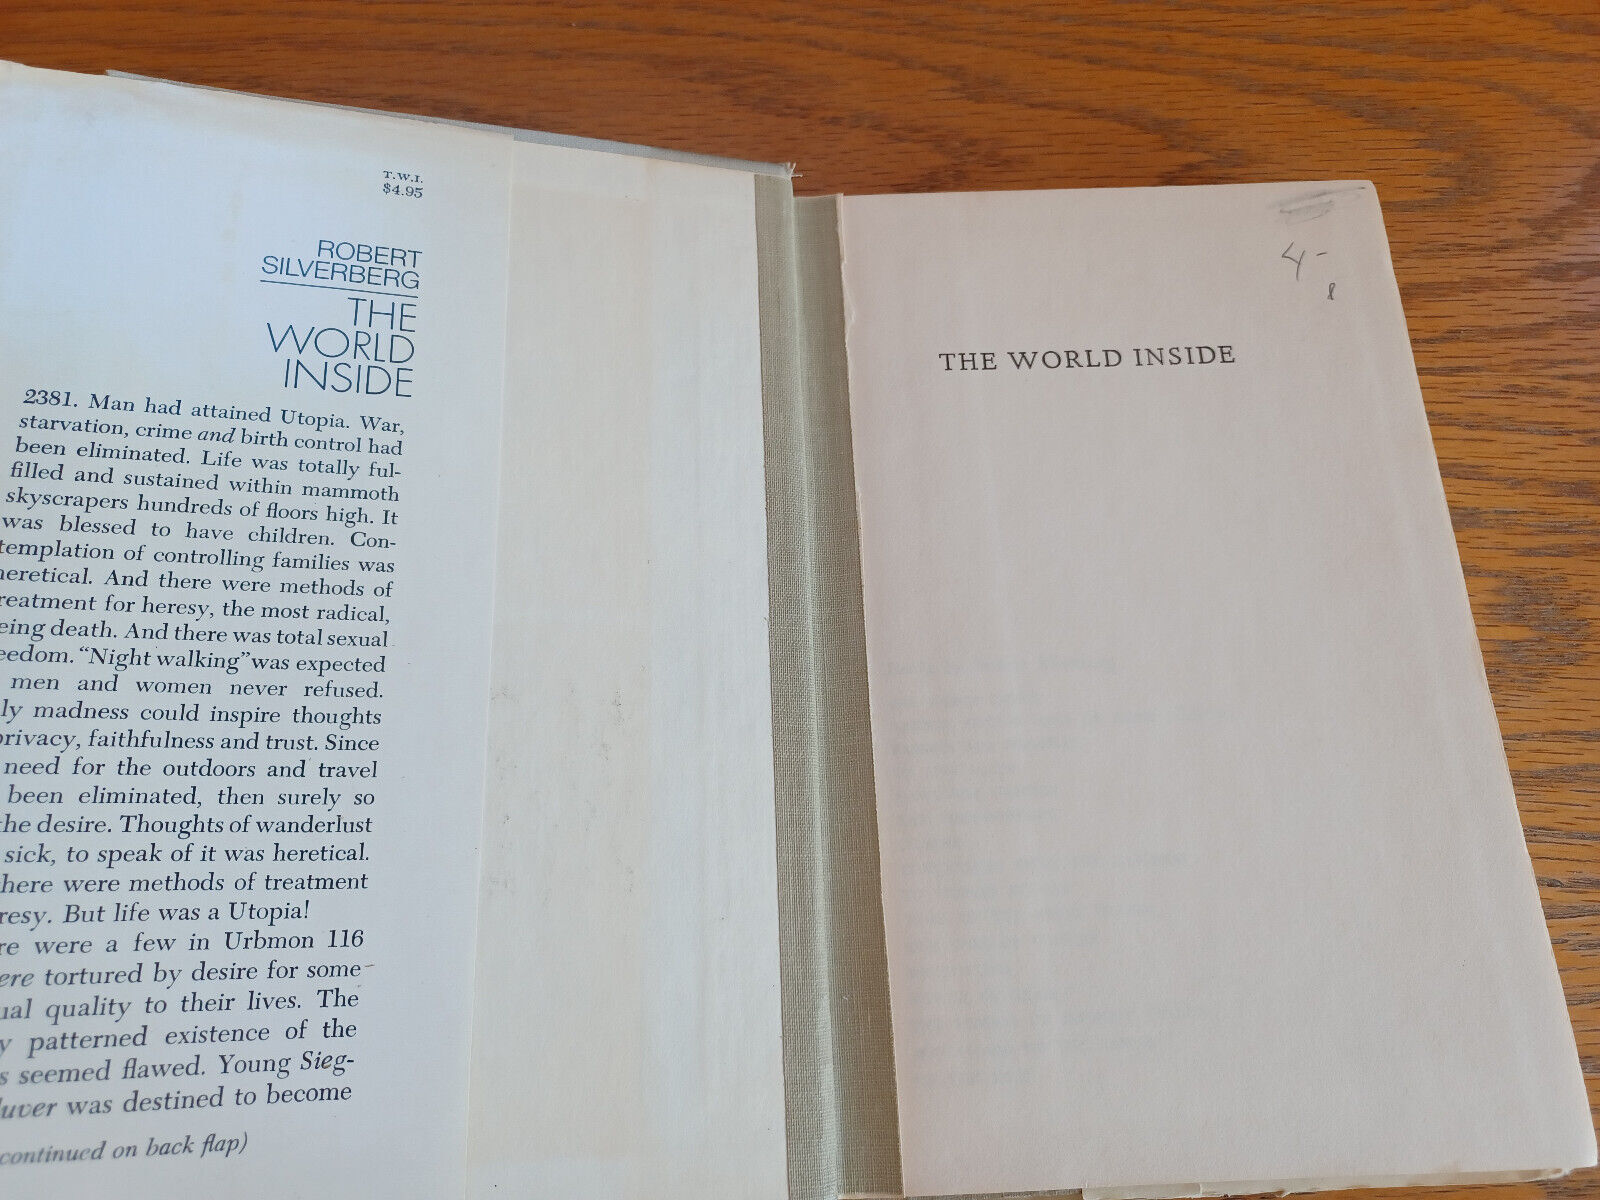 T.W.I.
$4.95
ROBERT
SILVERBERG
THE
WORLD
INSIDE
2381. Man had attained Utopia. War,
starvation, crime and birth control had
been eliminated. Life was totally ful-
filled and sustained within mammoth
skyscrapers hundreds of floors high. It
was blessed to have children. Con-
templation of controlling families was
heretical. And there were methods of
reatment for heresy, the most radical,
eing death. And there was total sexual
eedom. "Night walking" was expected
men and women never refused.
ly madness could inspire thoughts
privacy, faithfulness and trust. Since
need for the outdoors and travel
been eliminated, then surely so
the desire. Thoughts of wanderlust
sick, to speak of it was heretical.
here were methods of treatment
resy. But life was a Utopia!
re were a few in Urbmon 116
ere tortured by desire for some
ual quality to their lives. The
y patterned existence of the
s seemed flawed. Young Sieg-
luver was destined to become
continued on back flap)
4-
8
THE WORLD INSIDE